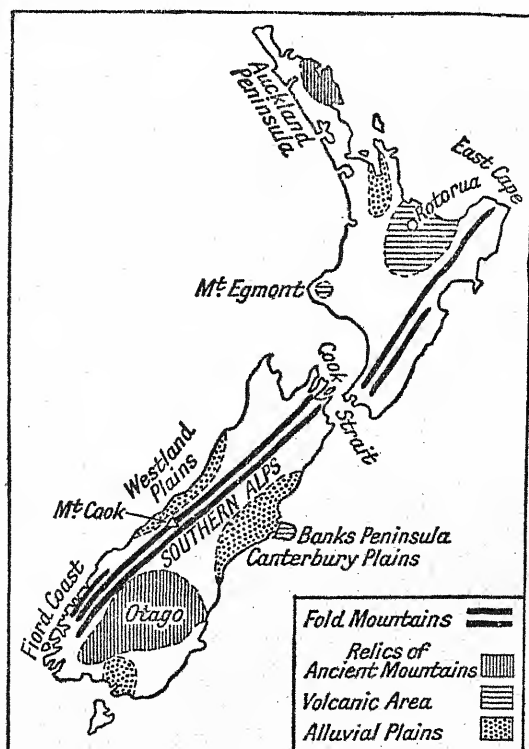 Auckland
Peninsula
East Cape
Rotorua
Mt. Egmont
Cook
Strait
Westland
Plains
Mt. Cook
SOUTHERN ALPS
Banks Peninsula
Canterbury Plains
Fiord Coast
Otago
Fold Mountains
Relics of
Ancient Mountains
Volcanic Area
Alluvial Plains